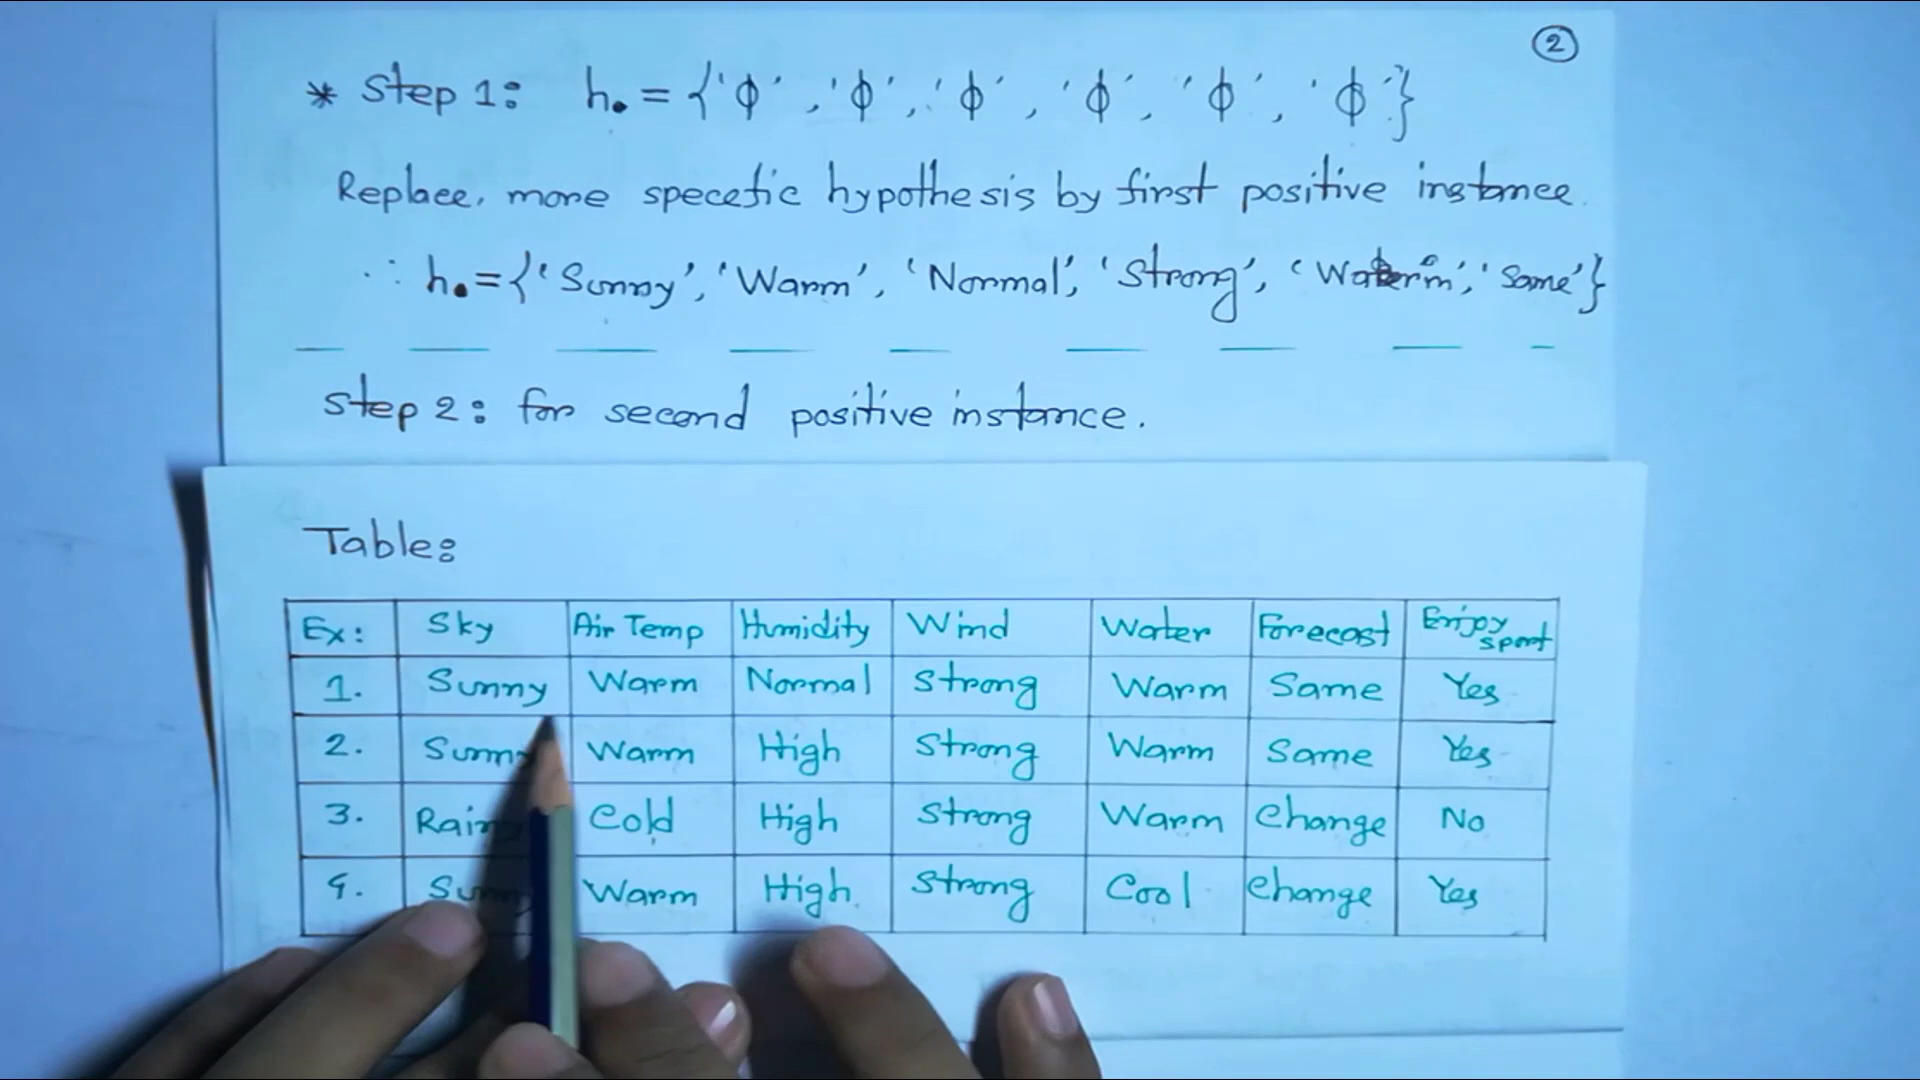 2
* Step 1: h. = {'ϕ', 'ϕ', 'ϕ', 'ϕ', 'ϕ', 'ϕ'}
Replace, more specefic hypothesis by first positive instance.
∴ h. = {'Sunny', 'Warm', 'Normal', 'Strong', ' ', 'Same'}
Step 2: for second positive instance.
Table:
Ex: Sky Air Temp Humidity Wind Water Forecast Enjoy sport
1. Sunny Warm Normal Strong Warm Same Yes
2. Sunny Warm High Strong Warm Same Yes
3. Rainy Cold High Strong Warm Change No
4. Sunny Warm High Strong Cool Change Yes